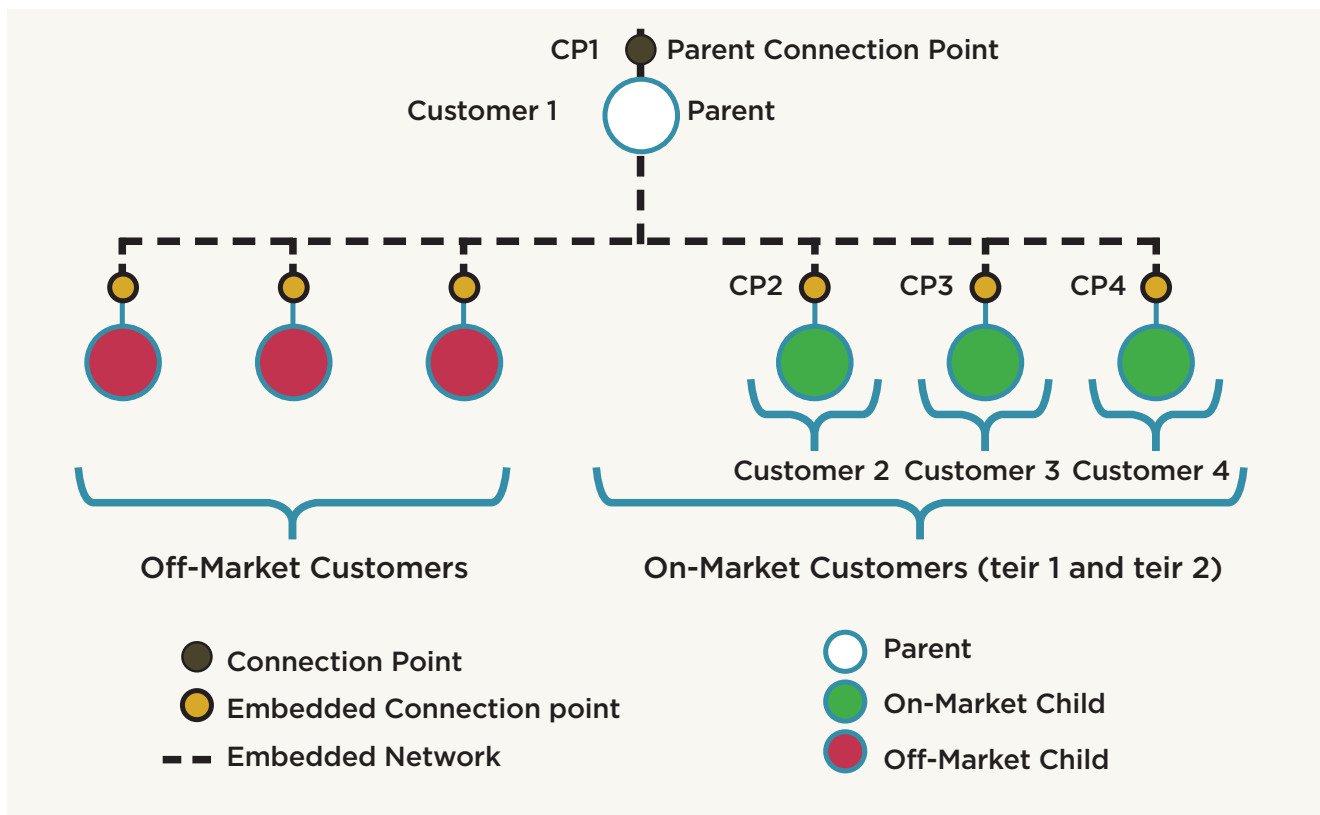 CP1 Parent Connection Point
Customer 1 Parent
CP2 CP3 CP4
Customer 2 Customer 3 Customer 4
Off-Market Customers
On-Market Customers (teir 1 and teir 2)
Connection Point
Embedded Connection point
Embedded Network
Parent
On-Market Child
Off-Market Child